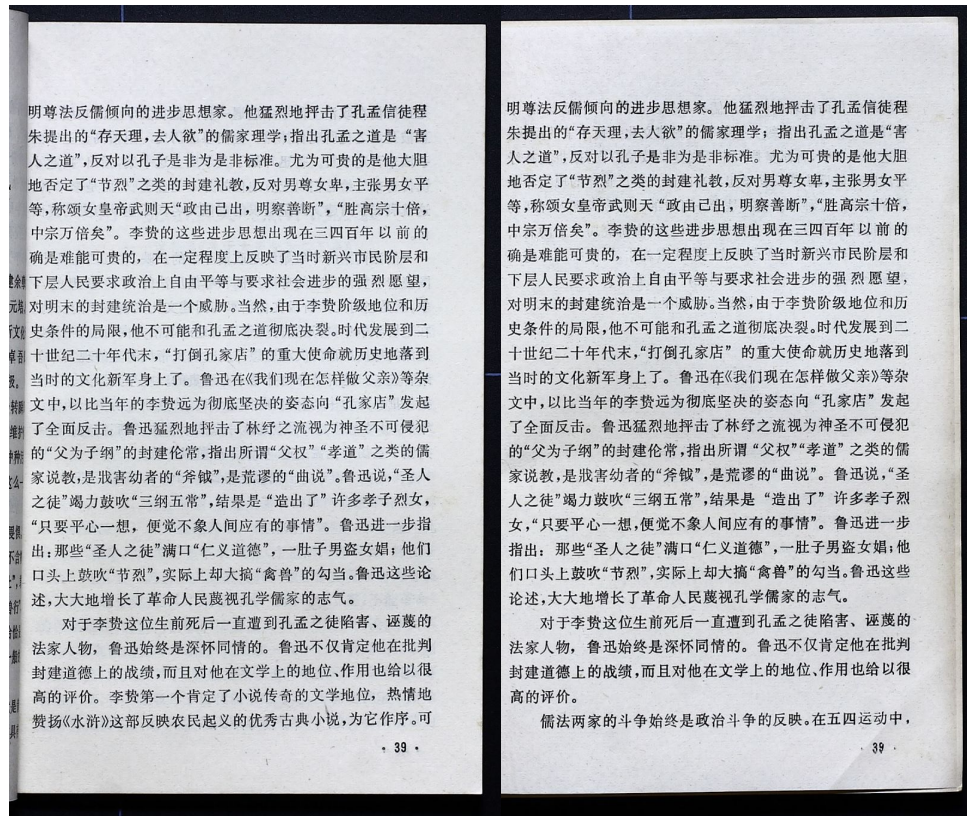 明尊法反儒倾向的进步思想家。他猛烈地抨击了孔孟信徒程
朱提出的“存天理,去人欲”的儒家理学;指出孔孟之道是“害
人之道”,反对以孔子是非为是非标准。尤为可贵的是他大胆
地否定了“节烈”之类的封建礼教,反对男尊女卑,主张男女平
等,称颂女皇帝武则天“政由己出，明察善断”，“胜高宗十倍，
中宗万倍矣”。李贽的这些进步思想出现在三四百年以前的
确是难能可贵的，在一定程度上反映了当时新兴市民阶层和
下层人民要求政治上自由平等与要求社会进步的强烈愿望，
对明末的封建统治是一个威胁。当然,由于李贽阶级地位和历
史条件的局限,他不可能和孔孟之道彻底决裂。时代发展到二
十世纪二十年代末，“打倒孔家店”的重大使命就历史地落到
当时的文化新军身上了。鲁迅在《我们现在怎样做父亲》等杂
文中,以比当年的李贽远为彻底坚决的姿态向“孔家店”发起
了全面反击。鲁迅猛烈地抨击了林纾之流视为神圣不可侵犯
的“父为子纲”的封建伦常,指出所谓“父权”“孝道”之类的儒
家说教,是戕害幼者的“斧钺”,是荒谬的“曲说”。鲁迅说,“圣人
之徒”竭力鼓吹“三纲五常”,结果是“造出了”许多孝子烈女,
“只要平心一想，便觉不象人间应有的事情”。鲁迅进一步指
出:那些“圣人之徒”满口“仁义道德”，一肚子男盗女娼；他们
口头上鼓吹“节烈”,实际上却大搞“禽兽”的勾当。鲁迅这些论
述,大大地增长了革命人民蔑视孔学儒家的志气。
对于李贽这位生前死后一直遭到孔孟之徒陷害、诬蔑的
法家人物，鲁迅始终是深怀同情的。鲁迅不仅肯定他在批判
封建道德上的战绩,而且对他在文学上的地位、作用也给以很
高的评价。李贽第一个肯定了小说传奇的文学地位，热情地
赞扬《水浒》这部反映农民起义的优秀古典小说,为它作序。可
· 39 ·
明尊法反儒倾向的进步思想家。他猛烈地抨击了孔孟信徒程
朱提出的“存天理,去人欲”的儒家理学；指出孔孟之道是“害
人之道”,反对以孔子是非为是非标准。尤为可贵的是他大胆
地否定了“节烈”之类的封建礼教,反对男尊女卑,主张男女平
等,称颂女皇帝武则天“政由己出，明察善断”,“胜高宗十倍，
中宗万倍矣”。李贽的这些进步思想出现在三四百年以前的
确是难能可贵的，在一定程度上反映了当时新兴市民阶层和
下层人民要求政治上自由平等与要求社会进步的强烈愿望，
对明末的封建统治是一个威胁。当然,由于李贽阶级地位和历
史条件的局限,他不可能和孔孟之道彻底决裂。时代发展到二
十世纪二十年代末,“打倒孔家店”的重大使命就历史地落到
当时的文化新军身上了。鲁迅在《我们现在怎样做父亲》等杂
文中,以比当年的李贽远为彻底坚决的姿态向“孔家店”发起
了全面反击。鲁迅猛烈地抨击了林纾之流视为神圣不可侵犯
的“父为子纲”的封建伦常,指出所谓“父权”“孝道”之类的儒
家说教,是戕害幼者的“斧钺”,是荒谬的“曲说”。鲁迅说,“圣
人之徒”竭力鼓吹“三纲五常”,结果是“造出了”许多孝子烈
女,“只要平心一想,便觉不象人间应有的事情”。鲁迅进一步
指出：那些“圣人之徒”满口“仁义道德”,一肚子男盗女娼；他
们口头上鼓吹“节烈”,实际上却大搞“禽兽”的勾当。鲁迅这些
论述,大大地增长了革命人民蔑视孔学儒家的志气。
对于李贽这位生前死后一直遭到孔孟之徒陷害、诬蔑的
法家人物，鲁迅始终是深怀同情的。鲁迅不仅肯定他在批判
封建道德上的战绩,而且对他在文学上的地位、作用也给以很
高的评价。
儒法两家的斗争始终是政治斗争的反映。在五四运动中，
· 39 ·